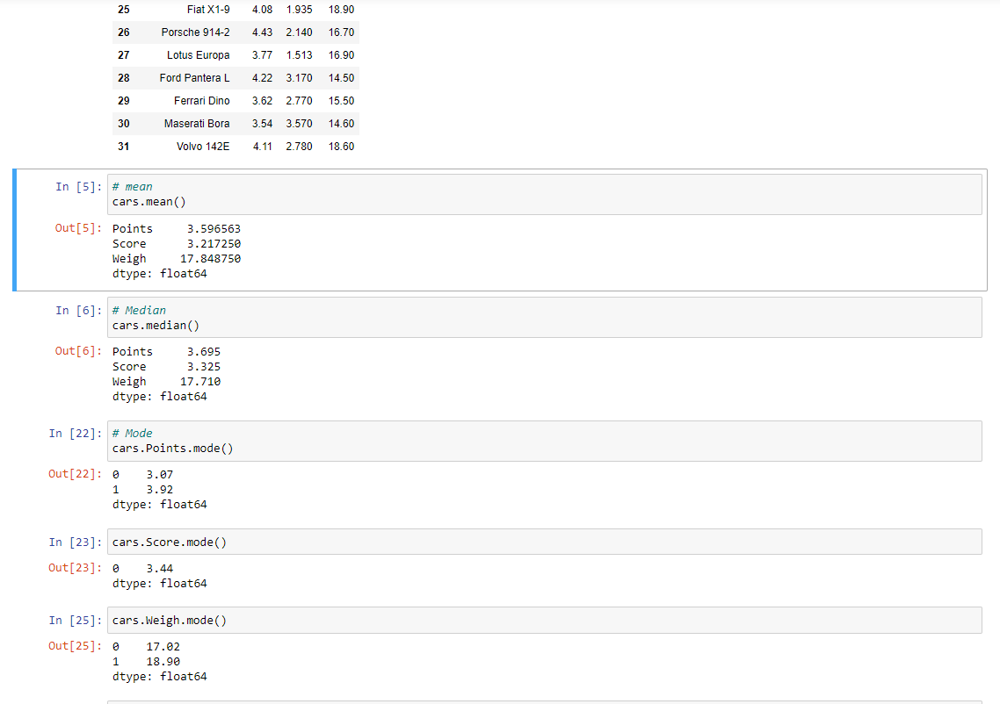 25 Fiat X1-9 4.08 1.935 18.90
26 Porsche 914-2 4.43 2.140 16.70
27 Lotus Europa 3.77 1.513 16.90
28 Ford Pantera L 4.22 3.170 14.50
29 Ferrari Dino 3.62 2.770 15.50
30 Maserati Bora 3.54 3.570 14.60
31 Volvo 142E 4.11 2.780 18.60
In [5]: # mean
cars.mean()
Out[5]: Points 3.596563
Score 3.217250
Weigh 17.848750
dtype: float64
In [6]: # Median
cars.median()
Out[6]: Points 3.695
Score 3.325
Weigh 17.710
dtype: float64
In [22]: # Mode
cars.Points.mode()
Out[22]: 0 3.07
1 3.92
dtype: float64
In [23]: cars.Score.mode()
Out[23]: 0 3.44
dtype: float64
In [25]: cars.Weigh.mode()
Out[25]: 0 17.02
1 18.90
dtype: float64